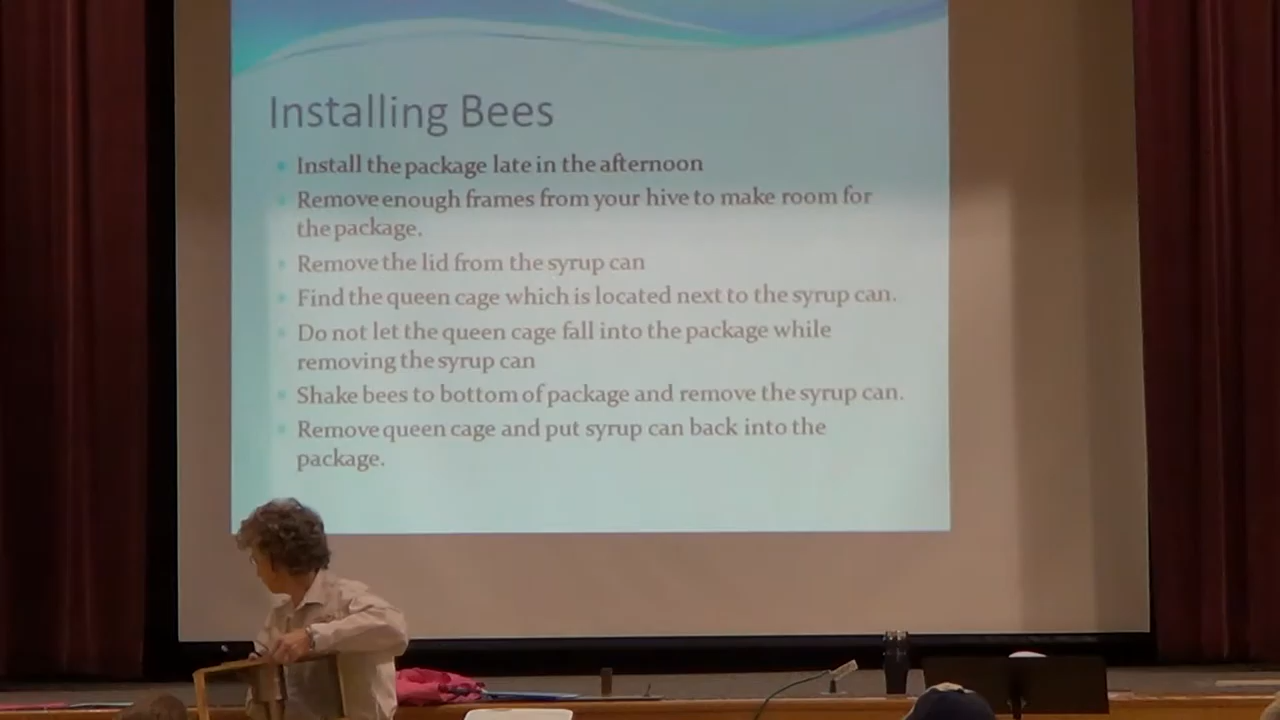 Installing Bees
Install the package late in the afternoon
Remove enough frames from your hive to make room for
the package.
Remove the lid from the syrup can
Find the queen cage which is located next to the syrup can.
Do not let the queen cage fall into the package while
removing the syrup can
Shake bees to bottom of package and remove the syrup can.
Remove queen cage and put syrup can back into the
package.